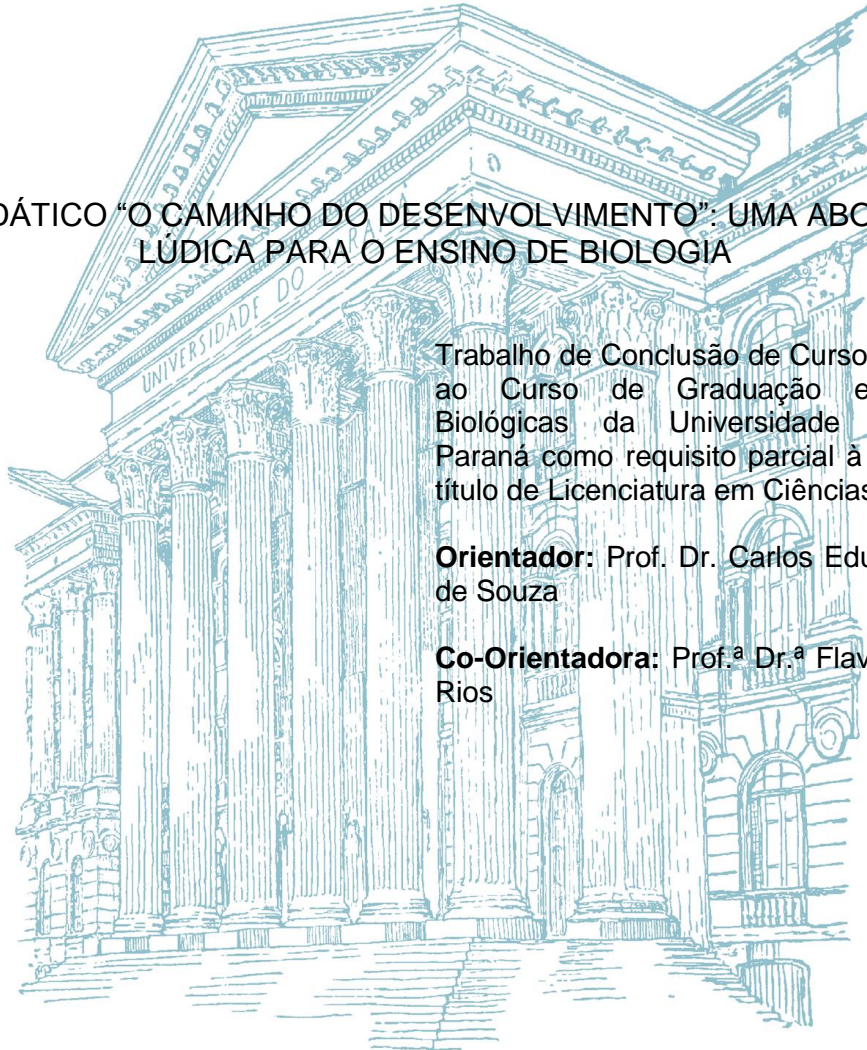 DÁTICO “O CAMINHO DO DESENVOLVIMENTO”: UMA ABO
LÚDICA PARA O ENSINO DE BIOLOGIA
UNIVERSIDADE DO PARA
Trabalho de Conclusão de Curso
ao Curso de Graduação e
Biológicas da Universidade
Paraná como requisito parcial à
título de Licenciatura em Ciências
Orientador: Prof. Dr. Carlos Edu
de Souza
Co-Orientadora: Prof.ª Dr.ª Flav
Rios